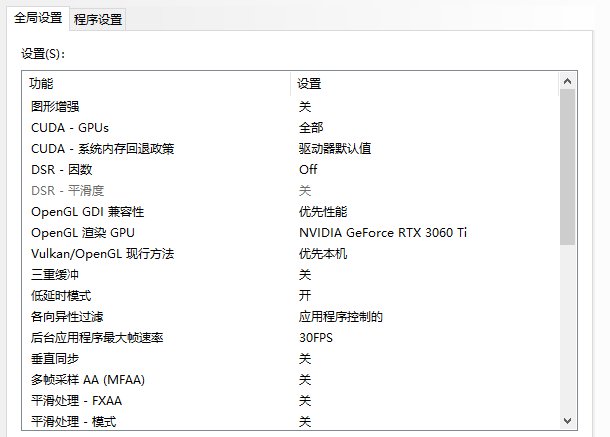 全局设置 程序设置
设置(S):
功能 设置
图形增强 关
CUDA - GPUs 全部
CUDA - 系统内存回退政策 驱动器默认值
DSR - 因数 Off
DSR - 平滑度 关
OpenGL GDI 兼容性 优先性能
OpenGL 渲染 GPU NVIDIA GeForce RTX 3060 Ti
Vulkan/OpenGL 现行方法 优先本机
三重缓冲 关
低延时模式 开
各向异性过滤 应用程序控制的
后台应用程序最大帧速率 30FPS
垂直同步 关
多帧采样 AA (MFAA) 关
平滑处理 - FXAA 关
平滑处理 - 模式 关